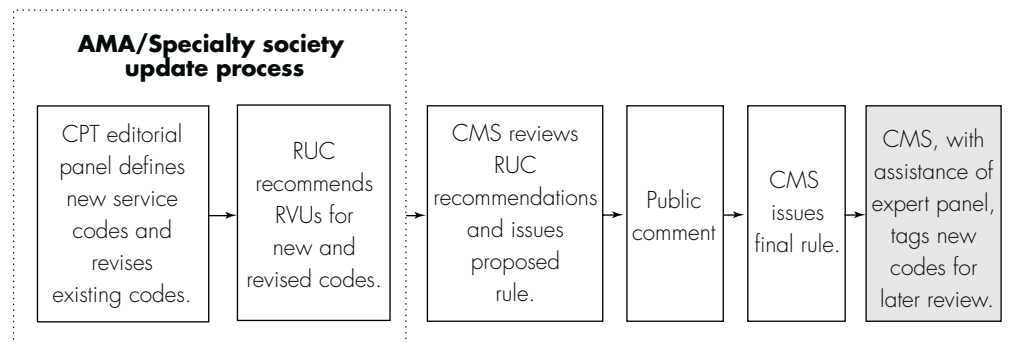 AMA/Specialty society
update process
CPT editorial
panel defines
new service
codes and
revises
existing codes.
RUC
recommends
RVUs for
new and
revised codes.
CMS reviews
RUC
recommendations
and issues
proposed
rule.
Public
comment
CMS
issues
final rule.
CMS, with
assistance of
expert panel,
tags new
codes for
later review.